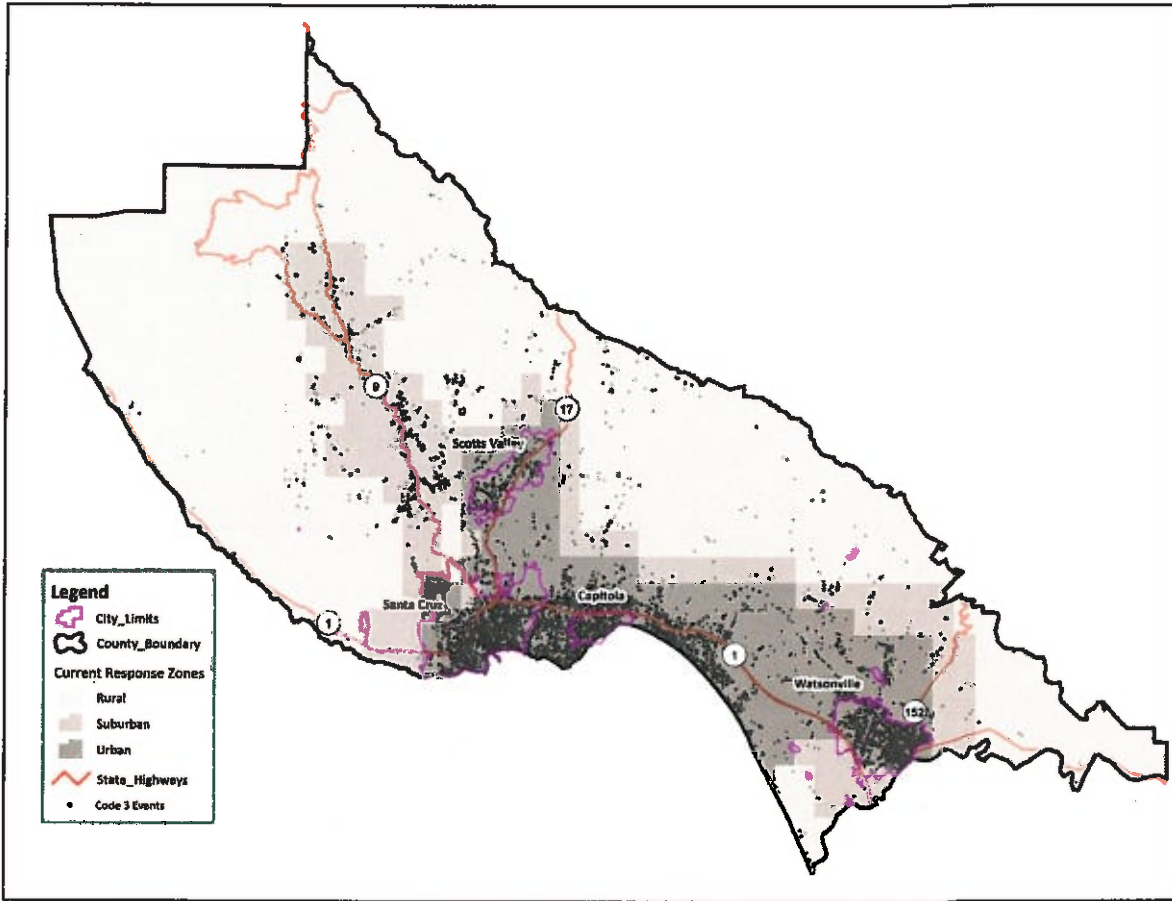 9
17
Scotts Valley
Santa Cruz
Capitola
1
1
Watsonville
152
Legend
City_Limits
County_Boundary
Current Response Zones
Rural
Suburban
Urban
State_Highways
Code 3 Events